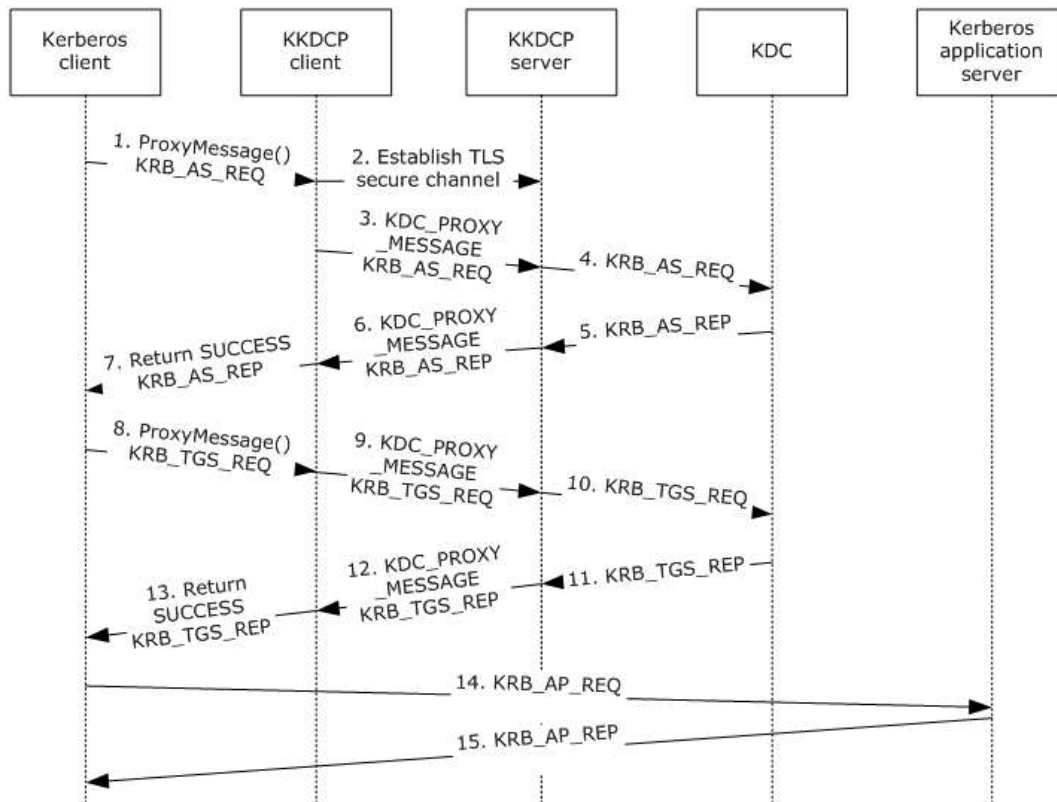 Kerberos
client
KKDCP
client
KKDCP
server
KDC
Kerberos
application
server
1. ProxyMessage()
KRB_AS_REQ
2. Establish TLS
secure channel
3. KDC_PROXY
_MESSAGE
KRB_AS_REQ
4. KRB_AS_REQ
5. KRB_AS_REP
6. KDC_PROXY
_MESSAGE
KRB_AS_REP
7. Return SUCCESS
KRB_AS_REP
8. ProxyMessage()
KRB_TGS_REQ
9. KDC_PROXY
_MESSAGE
KRB_TGS_REQ
10. KRB_TGS_REQ
11. KRB_TGS_REP
12. KDC_PROXY
_MESSAGE
KRB_TGS_REP
13. Return
SUCCESS
KRB_TGS_REP
14. KRB_AP_REQ
15. KRB_AP_REP